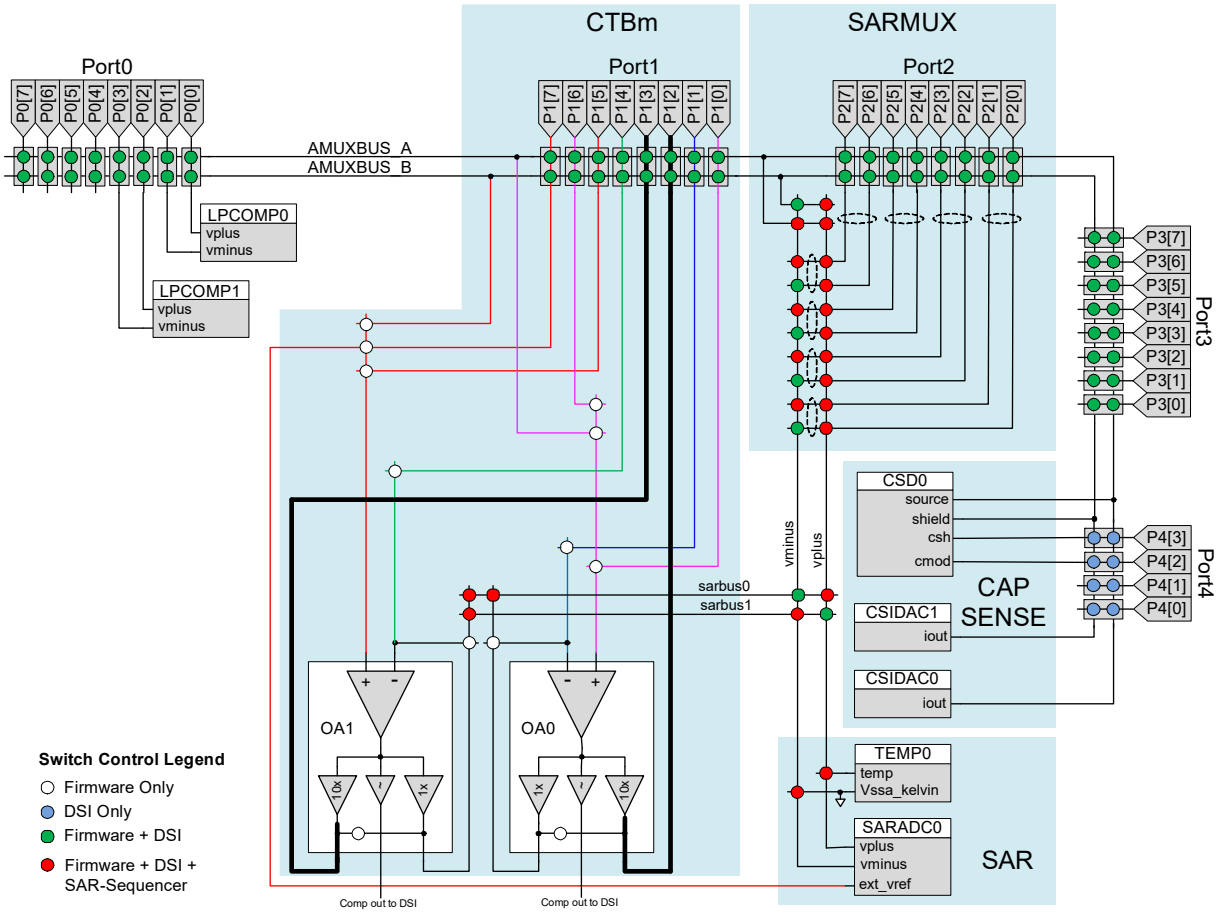 CTBm
SARMUX
Port0
Port1
Port2
P0[7]
P0[6]
P0[5]
P0[4]
P0[3]
P0[2]
P0[1]
P0[0]
P1[7]
P1[6]
P1[5]
P1[4]
P1[3]
P1[2]
P1[1]
P1[0]
P2[7]
P2[6]
P2[5]
P2[4]
P2[3]
P2[2]
P2[1]
P2[0]
AMUXBUS_A
AMUXBUS_B
LPCOMP0
vplus
vminus
LPCOMP1
vplus
vminus
P3[7]
P3[6]
P3[5]
P3[4]
P3[3]
P3[2]
P3[1]
P3[0]
Port3
CSD0
source
shield
csh
cmod
P4[3]
P4[2]
P4[1]
P4[0]
Port4
CAP
SENSE
vminus
vplus
sarbus0
sarbus1
CSIDAC1
iout
CSIDAC0
iout
+
-
OA1
10x
~
1x
-
+
OA0
1x
~
10x
Comp out to DSI
Comp out to DSI
TEMP0
temp
Vssa_kelvin
SARADC0
vplus
vminus
ext_vref
SAR
Switch Control Legend
Firmware Only
DSI Only
Firmware + DSI
Firmware + DSI +
SAR-Sequencer